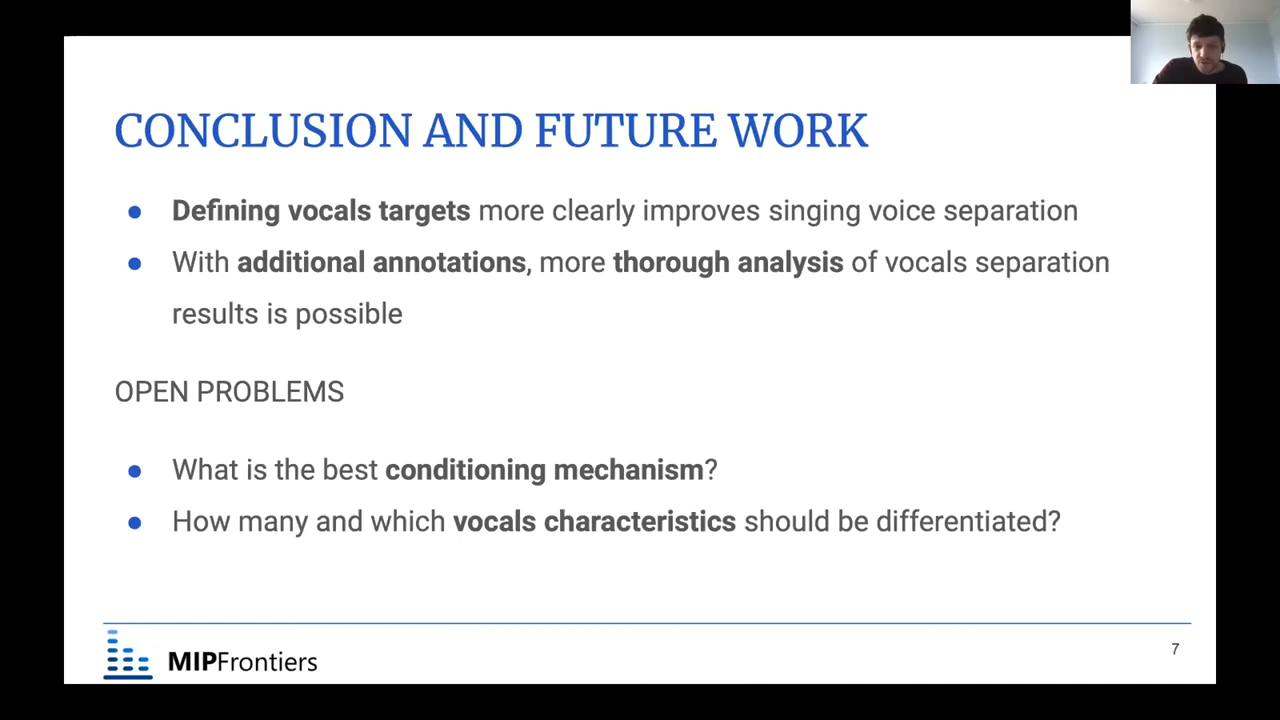 CONCLUSION AND FUTURE WORK
● Defining vocals targets more clearly improves singing voice separation
● With additional annotations, more thorough analysis of vocals separation
results is possible
OPEN PROBLEMS
● What is the best conditioning mechanism?
● How many and which vocals characteristics should be differentiated?
MIPFrontiers
7